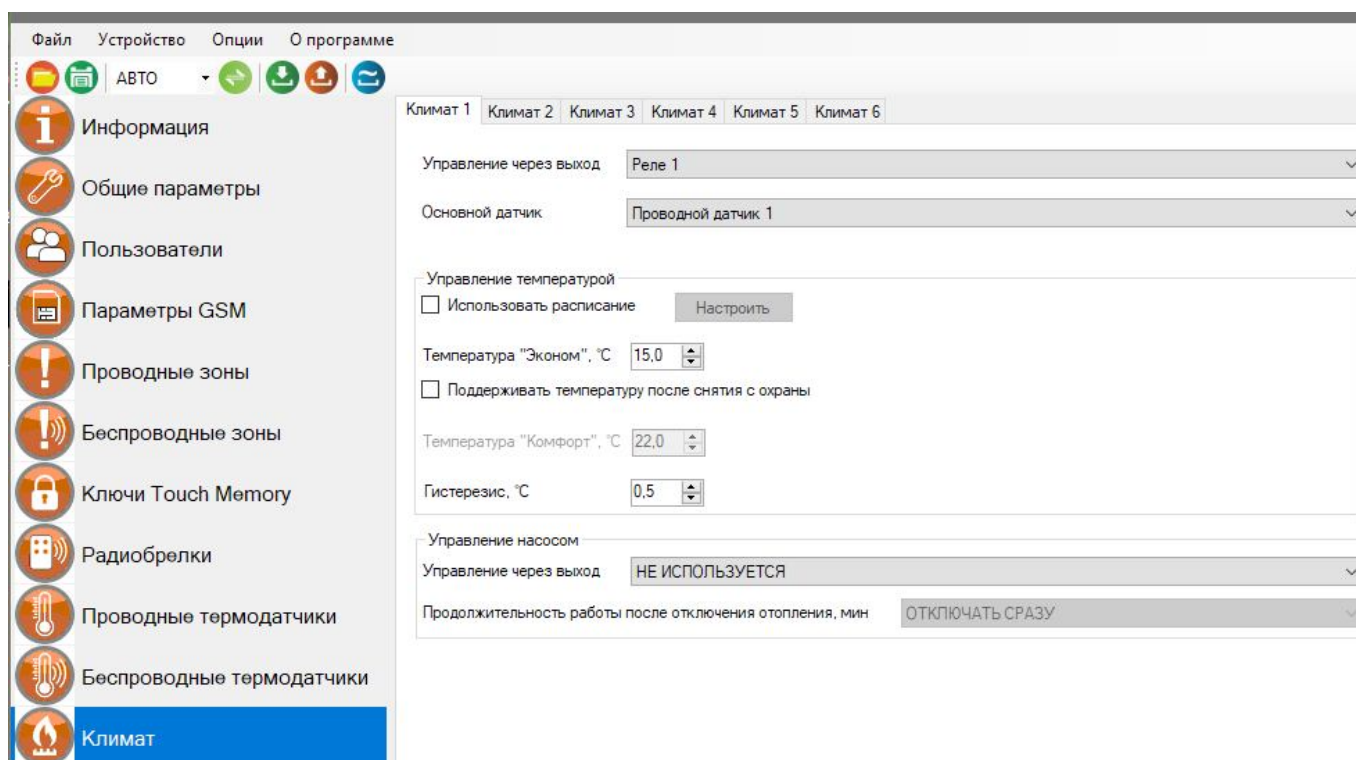 Файл Устройство Опции О программе
АВТО
Информация
Общие параметры
Пользователи
Параметры GSM
Проводные зоны
Беспроводные зоны
Ключи Touch Memory
Радиобрелки
Проводные термодатчики
Беспроводные термодатчики
Климат
Климат 1 Климат 2 Климат 3 Климат 4 Климат 5 Климат 6
Управление через выход Реле 1
Основной датчик Проводной датчик 1
Управление температурой
Использовать расписание Настроить
Температура "Эконом", °C 15,0
Поддерживать температуру после снятия с охраны
Температура "Комфорт", °C 22,0
Гистерезис, °C 0,5
Управление насосом
Управление через выход НЕ ИСПОЛЬЗУЕТСЯ
Продолжительность работы после отключения отопления, мин ОТКЛЮЧАТЬ СРАЗУ